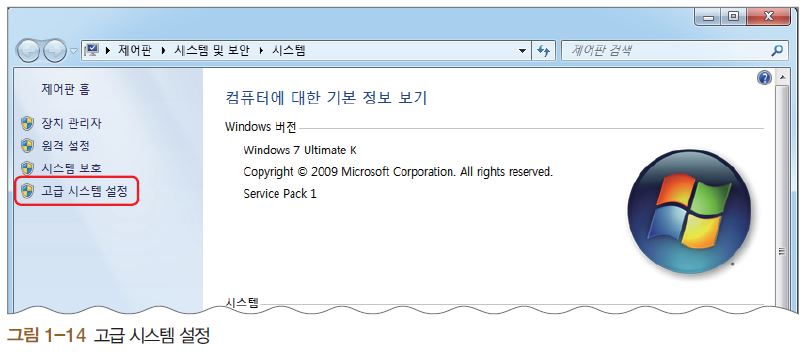 제어판 ▸ 시스템 및 보안 ▸ 시스템
제어판 검색
제어판 홈
장치 관리자
원격 설정
시스템 보호
고급 시스템 설정
컴퓨터에 대한 기본 정보 보기
Windows 버전
Windows 7 Ultimate K
Copyright © 2009 Microsoft Corporation. All rights reserved.
Service Pack 1
시스템
그림 1-14 고급 시스템 설정